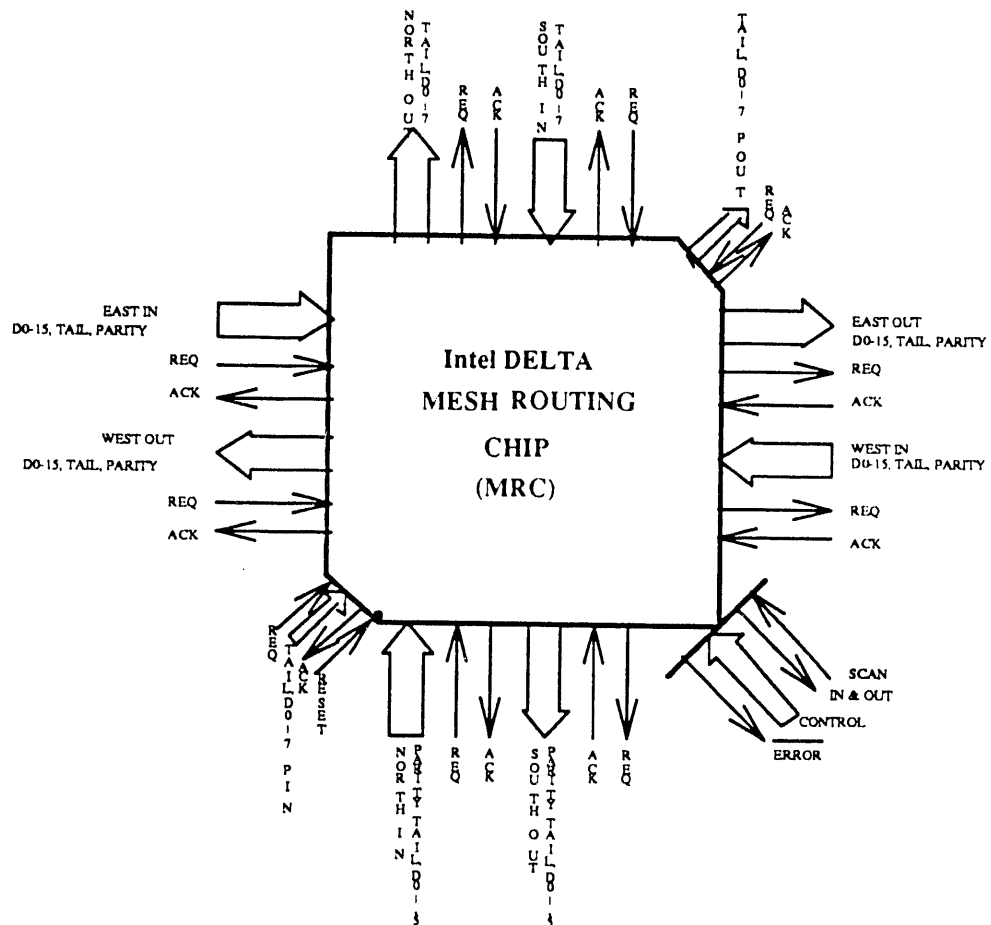 NORTH OUT
TAIL,D0-7
REQ
ACK
SOUTH IN
TAIL,D0-7
ACK
REQ
TAIL,D0-7 POUT
REQ
ACK
EAST IN
D0-15, TAIL, PARITY
REQ
ACK
WEST OUT
D0-15, TAIL, PARITY
REQ
ACK
Intel DELTA
MESH ROUTING
CHIP
(MRC)
EAST OUT
D0-15, TAIL, PARITY
REQ
ACK
WEST IN
D0-15, TAIL, PARITY
REQ
ACK
REQ
TAIL,D0-7 PIN
ACK
RESET
NORTH IN
PARITY,TAIL,D0-
REQ
ACK
SOUTH OUT
PARITY,TAIL,D0-
ACK
REQ
SCAN
IN & OUT
CONTROL
ERROR